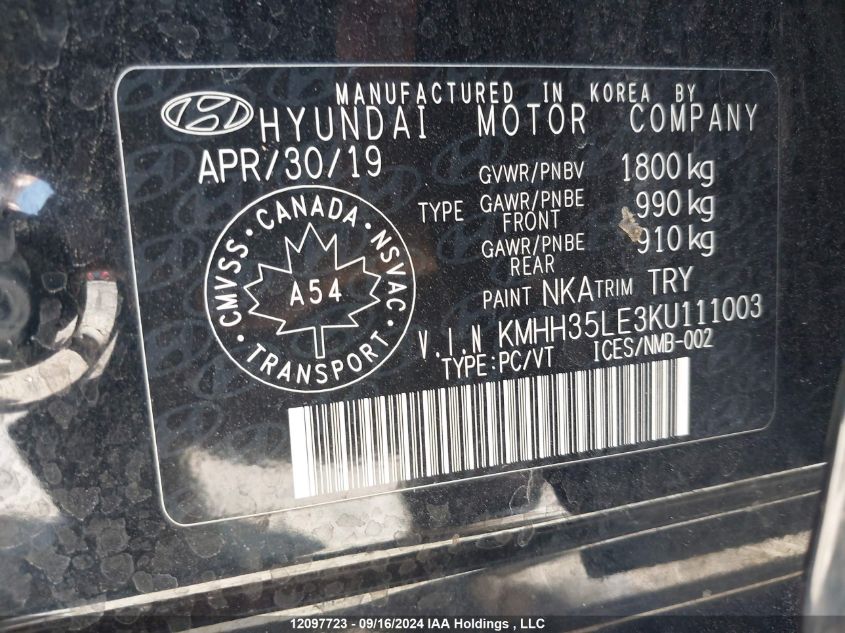 MANUFACTURED IN KOREA BY
HYUNDAI MOTOR COMPANY
APR/30/19
GVWR/PNBV 1800 kg
TYPE GAWR/PNBE FRONT 990 kg
GAWR/PNBE REAR 910 kg
PAINT NKA TRIM TRY
V.I.N KMHH35LE3KU111003
TYPE:PC/VT ICES/NMB-002
CMVSS · CANADA · NSVAC · TRANSPORT ·
A54
12097723 - 09/16/2024 IAA Holdings , LLC